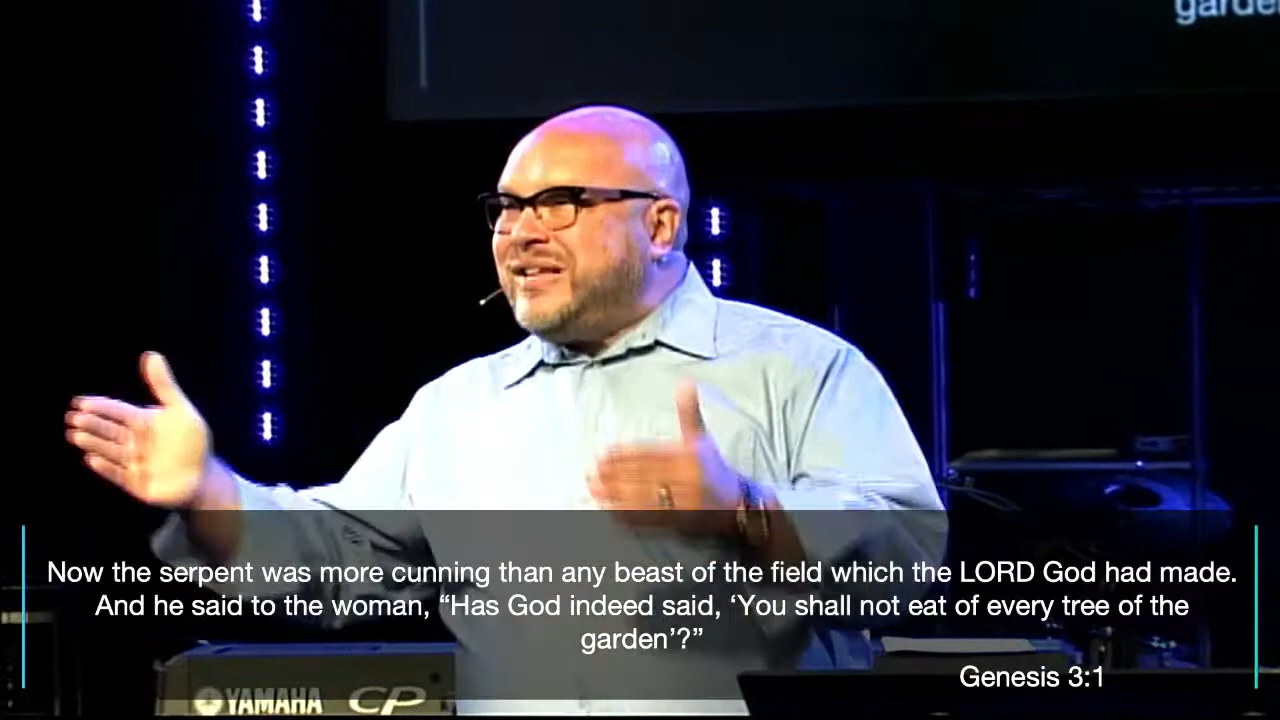 garde
Now the serpent was more cunning than any beast of the field which the LORD God had made.
And he said to the woman, “Has God indeed said, ‘You shall not eat of every tree of the
garden’?”
Genesis 3:1
YAMAHA CP